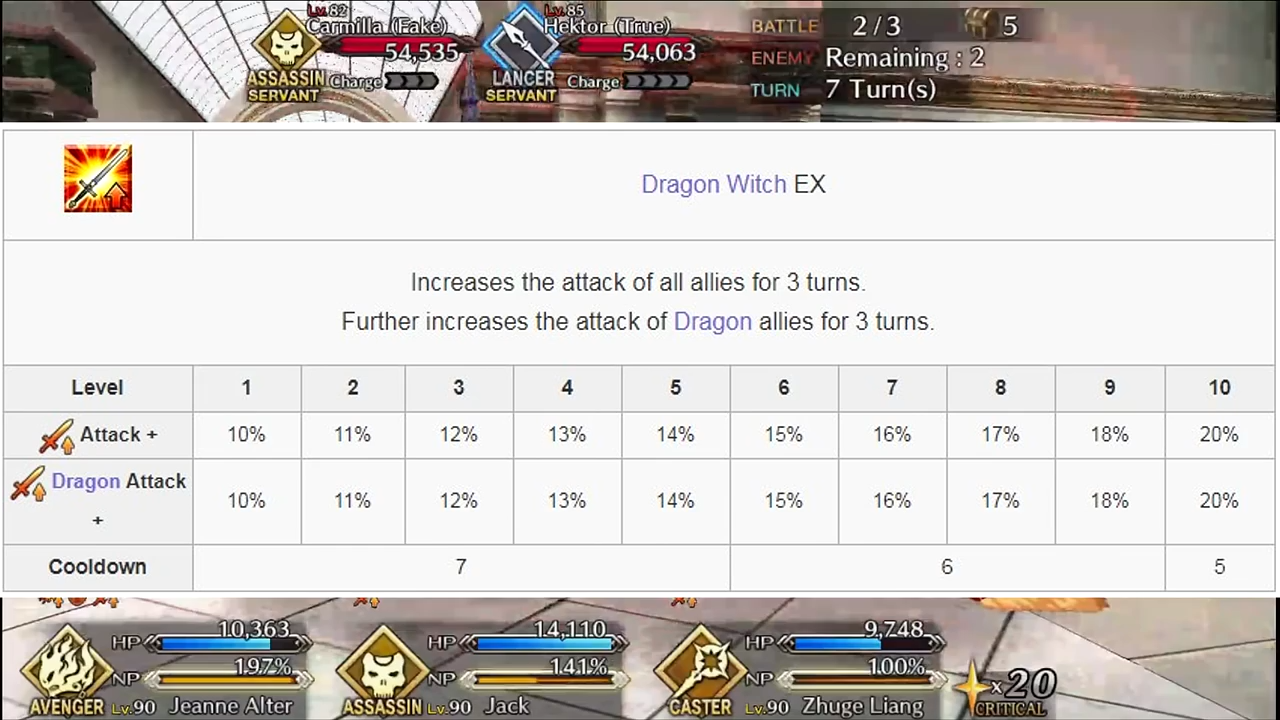 Lv.82 Lv.85
Carmilla (Fake) Hektor (True) BATTLE 2/3 5
54,535 54,063 ENEMY Remaining : 2
ASSASSIN Charge LANCER Charge TURN 7 Turn(s)
SERVANT SERVANT
Dragon Witch EX
Increases the attack of all allies for 3 turns.
Further increases the attack of Dragon allies for 3 turns.
Level 1 2 3 4 5 6 7 8 9 10
Attack + 10% 11% 12% 13% 14% 15% 16% 17% 18% 20%
Dragon Attack
+ 10% 11% 12% 13% 14% 15% 16% 17% 18% 20%
Cooldown 7 6 5
HP 10,363 HP 14,110 HP 9,748
NP 197% NP 141% NP 100% x20
AVENGER Lv.90 Jeanne Alter ASSASSIN Lv.90 Jack CASTER Lv.90 Zhuge Liang CRITICAL